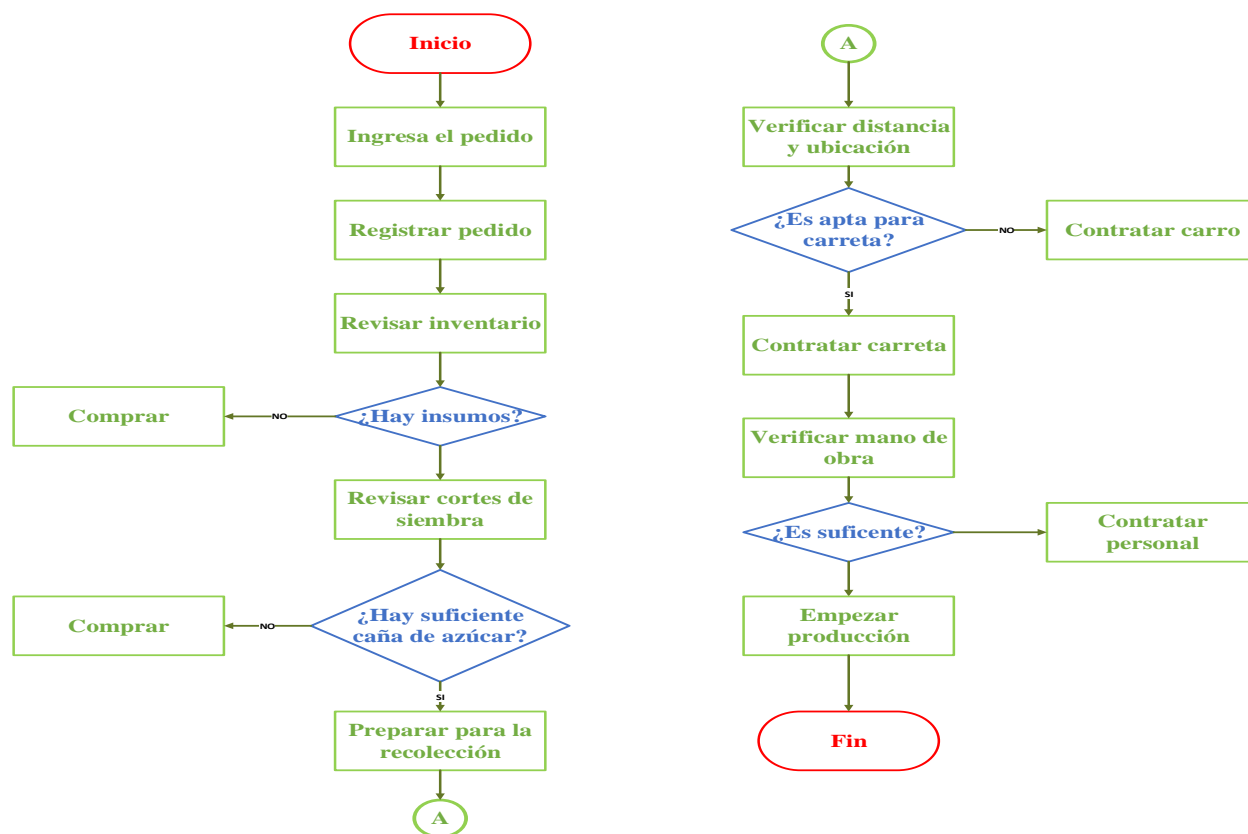 Inicio
Ingresa el pedido
Registrar pedido
Revisar inventario
¿Hay insumos?
NO
Comprar
Revisar cortes de
siembra
¿Hay suficiente
caña de azúcar?
NO
Comprar
SI
Preparar para la
recolección
A
A
Verificar distancia
y ubicación
¿Es apta para
carreta?
NO
Contratar carro
SI
Contratar carreta
Verificar mano de
obra
¿Es suficente?
Contratar
personal
Empezar
producción
Fin